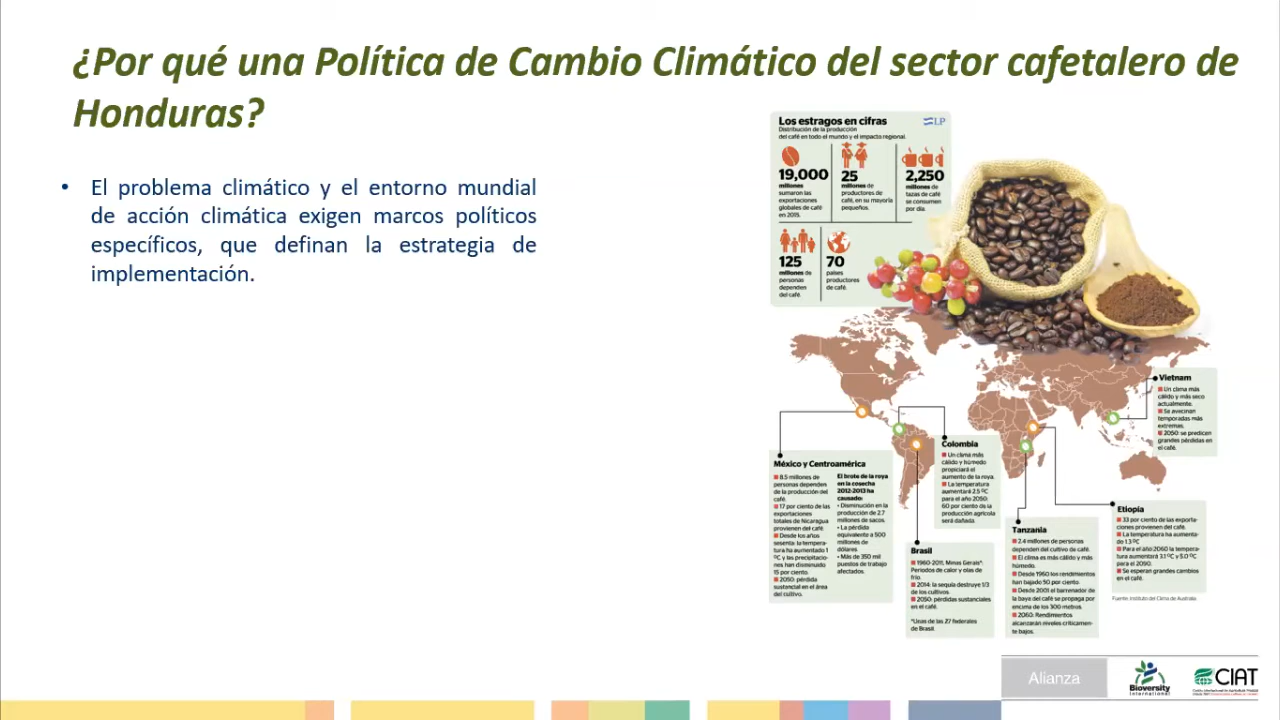 ¿Por qué una Política de Cambio Climático del sector cafetalero de
Honduras?
• El problema climático y el entorno mundial
de acción climática exigen marcos políticos
específicos, que definan la estrategia de
implementación.
Los estragos en cifras
LP
Distribución de la producción
del café en todo el mundo y el impacto regional.
19,000
millones
sumaron las
exportaciones
globales de café
en 2015.
25
millones de
productores de
café, en su mayoría
pequeños.
2,250
millones de
tazas de café
se consumen
por día.
125
millones de
personas
dependen
del café.
70
países
productores
de café.
México y Centroamérica
8.5 millones de
personas dependen
de la producción del
café.
17 por ciento de las
exportaciones
totales de Nicaragua
provienen del café.
Desde los años
sesenta: la tempera-
tura ha aumentado 1
ºC y las precipitacio-
nes han disminuido
15 por ciento.
2050: pérdida
sustancial en el área
del cultivo.
El brote de la roya
en la cosecha
2012-2013 ha
causado:
• Disminución en la
producción de 2.7
millones de sacos.
• La pérdida
equivalente a 500
millones de
dólares
• Más de 350 mil
puestos de trabajo
afectados.
Colombia
Un clima más
cálido y húmedo
propiciará el
aumento de la roya.
La temperatura
aumentará 2.5 ºC
para el año 2050:
60 por ciento de la
producción agrícola
será dañada.
Brasil
1960-2011, Minas Gerais*:
Periodos de calor y olas de
frío.
2014: la sequía destruye 1/3
de los cultivos.
2050: pérdidas sustanciales
en el café.
*Unas de las 27 federales
de Brasil.
Tanzania
2.4 millones de personas
dependen del cultivo de café.
El clima es más cálido y más
húmedo.
Desde 1960 los rendimientos
han bajado 50 por ciento.
Desde 2001 el barrenador de
la baya del café se propaga por
encima de los 300 metros.
2060: Rendimientos
alcanzarán niveles críticamen-
te bajos.
Etiopía
33 por ciento de las exporta-
ciones provienen del café.
La temperatura ha aumenta-
do 1.3 ºC
Para el año 2060 la tempera-
tura aumentará 3.1ºC y 5.0 ºC
para el 2050.
Se esperan grandes cambios
en el café.
Vietnam
Un clima más
cálido y más seco
actualmente.
Se avecinan
temporadas más
extremas.
2050: se predicen
grandes pérdidas en
el café.
Fuente: Instituto del Clima de Australia.
Alianza
Bioversity
International
CIAT